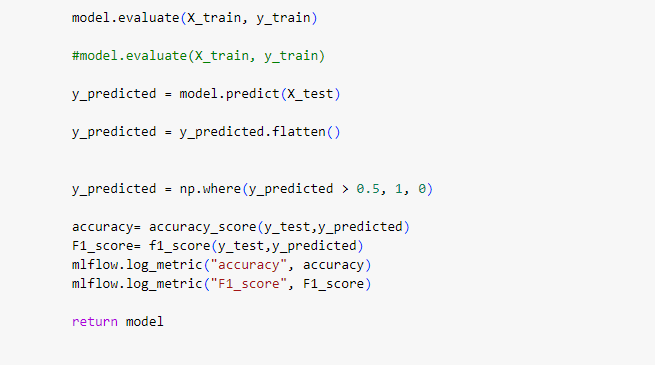 model.evaluate(X_train, y_train)
#model.evaluate(X_train, y_train)
y_predicted = model.predict(X_test)
y_predicted = y_predicted.flatten()
y_predicted = np.where(y_predicted > 0.5, 1, 0)
accuracy= accuracy_score(y_test,y_predicted)
F1_score= f1_score(y_test,y_predicted)
mlflow.log_metric("accuracy", accuracy)
mlflow.log_metric("F1_score", F1_score)
return model